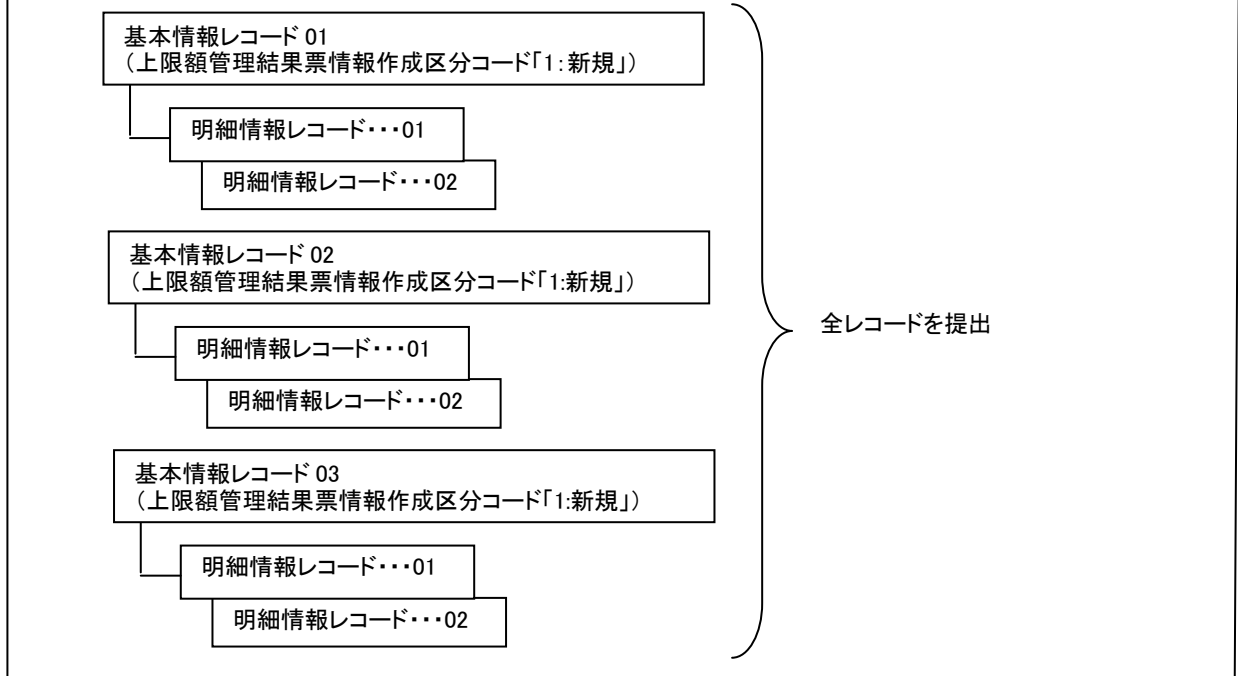 基本情報レコード 01
（上限額管理結果票情報作成区分コード「1：新規」）
明細情報レコード・・・01
明細情報レコード・・・02
基本情報レコード 02
（上限額管理結果票情報作成区分コード「1:新規」）
明細情報レコード・・・01
明細情報レコード・・・02
全レコードを提出
基本情報レコード 03
（上限額管理結果票情報作成区分コード「1:新規」）
明細情報レコード・・・01
明細情報レコード・・・02